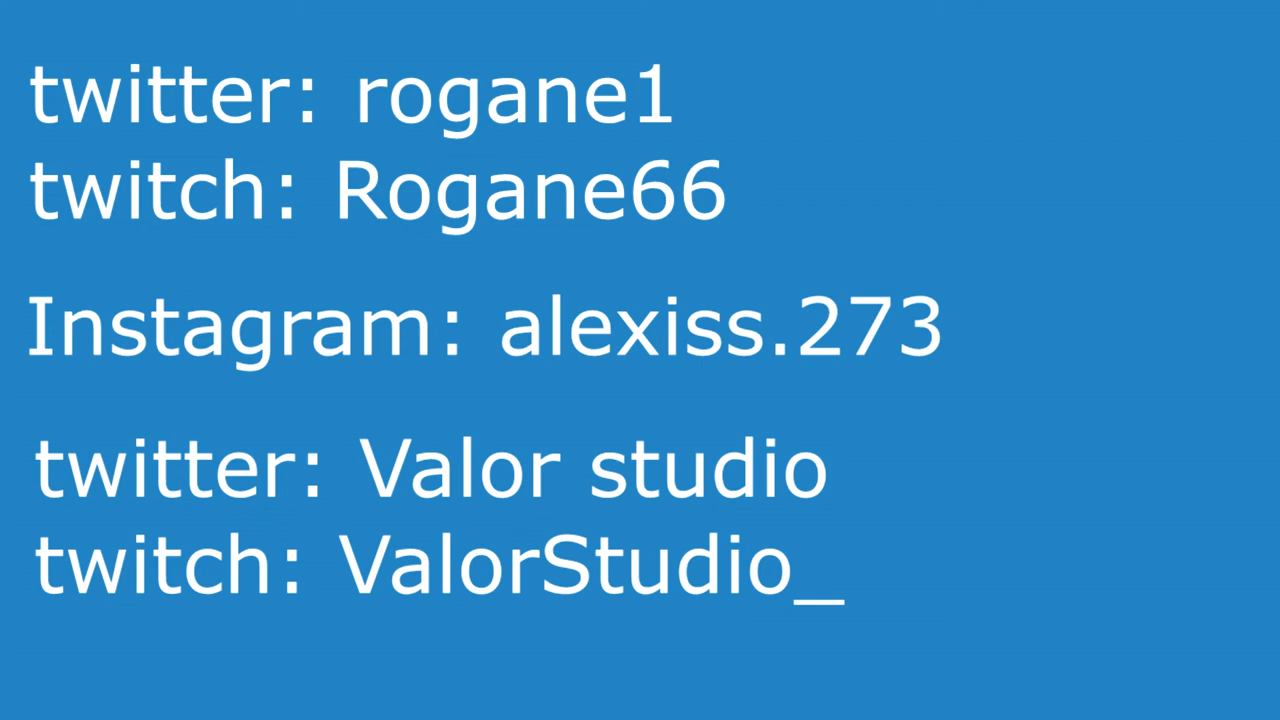 twitter: rogane1
twitch: Rogane66
Instagram: alexiss.273
twitter: Valor studio
twitch: ValorStudio_